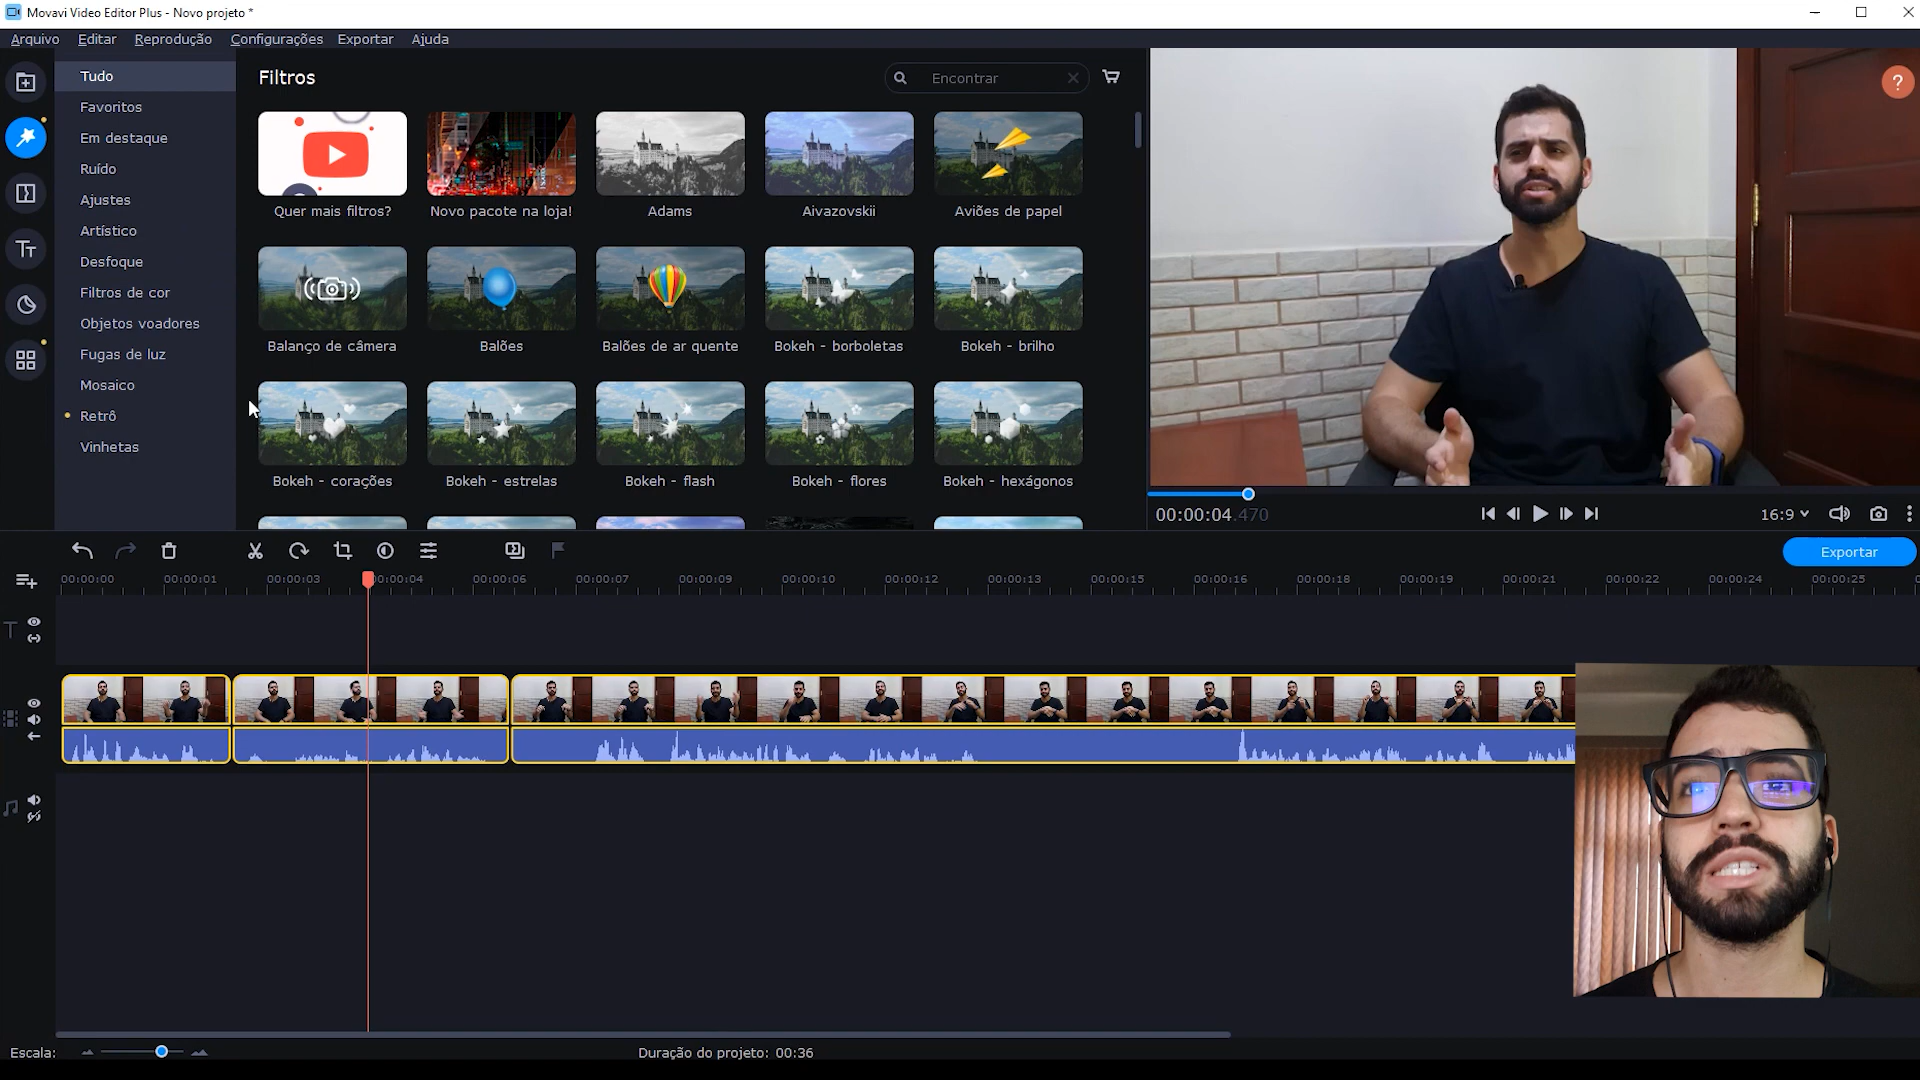 Movavi Video Editor Plus - Novo projeto *
Arquivo Editar Reprodução Configurações Exportar Ajuda
Tudo
Favoritos
Em destaque
Ruído
Ajustes
Artístico
Desfoque
Filtros de cor
Objetos voadores
Fugas de luz
Mosaico
Retrô
Vinhetas
Filtros
Encontrar
Quer mais filtros? Novo pacote na loja! Adams Aivazovskii Aviões de papel
Balanço de câmera Balões Balões de ar quente Bokeh - borboletas Bokeh - brilho
Bokeh - corações Bokeh - estrelas Bokeh - flash Bokeh - flores Bokeh - hexágonos
?
00:00:04.470
16:9
Exportar
00:00:00 00:00:01 00:00:03 00:00:04 00:00:06 00:00:07 00:00:09 00:00:10 00:00:12 00:00:13 00:00:15 00:00:16 00:00:18 00:00:19 00:00:21 00:00:22 00:00:24 00:00:25
Escala:
Duração do projeto: 00:36